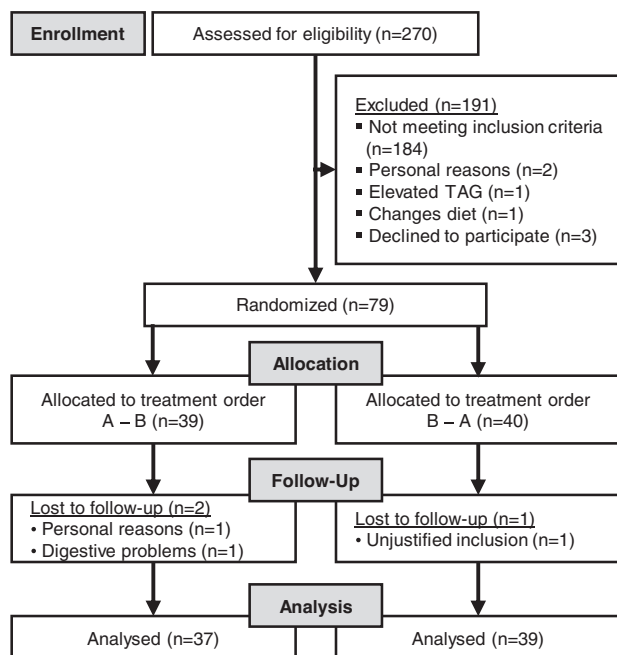 Enrollment
Assessed for eligibility (n=270)
Excluded (n=191)
▪ Not meeting inclusion criteria
(n=184)
▪ Personal reasons (n=2)
▪ Elevated TAG (n=1)
▪ Changes diet (n=1)
▪ Declined to participate (n=3)
Randomized (n=79)
Allocation
Allocated to treatment order
A – B (n=39)
Allocated to treatment order
B – A (n=40)
Follow-Up
Lost to follow-up (n=2)
• Personal reasons (n=1)
• Digestive problems (n=1)
Lost to follow-up (n=1)
• Unjustified inclusion (n=1)
Analysis
Analysed (n=37)
Analysed (n=39)